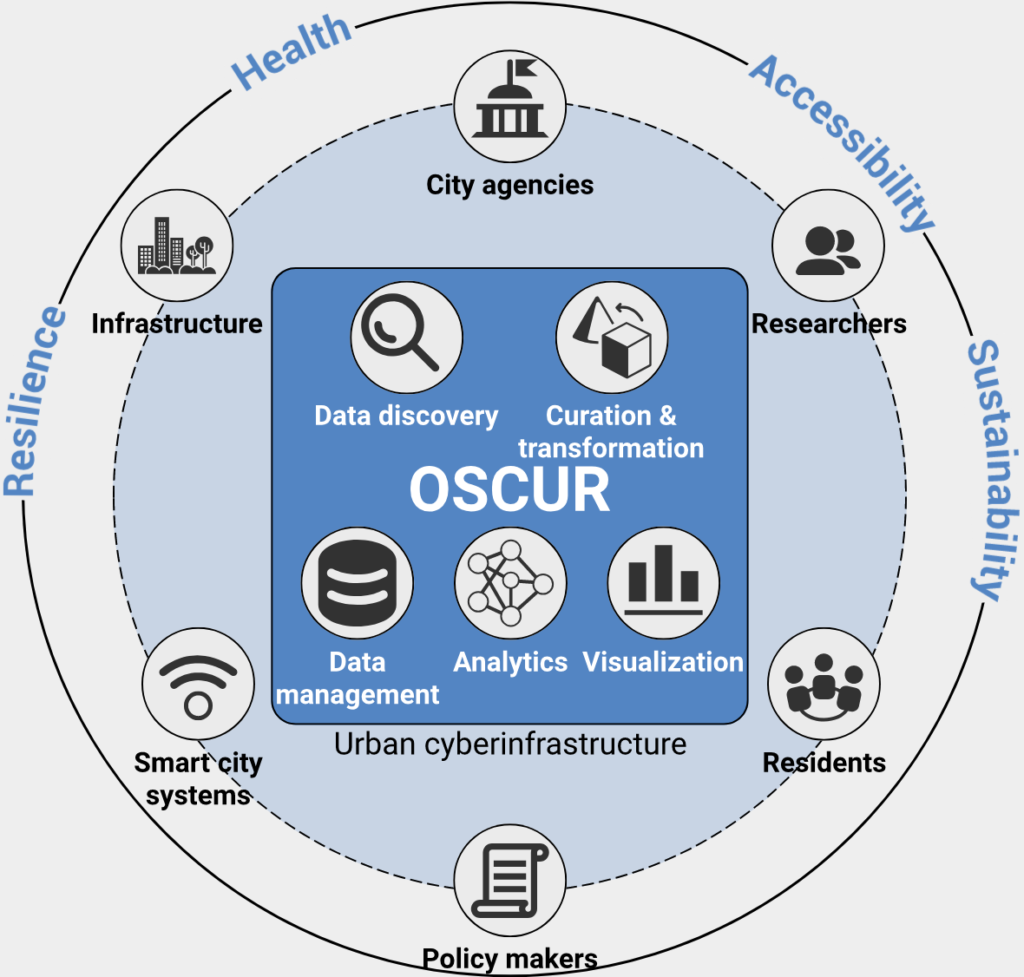 Health
Accessibility
City agencies
Infrastructure
Researchers
Resilience
Sustainability
Data discovery
Curation &
transformation
OSCUR
Data
management
Analytics
Visualization
Urban cyberinfrastructure
Smart city
systems
Residents
Policy makers